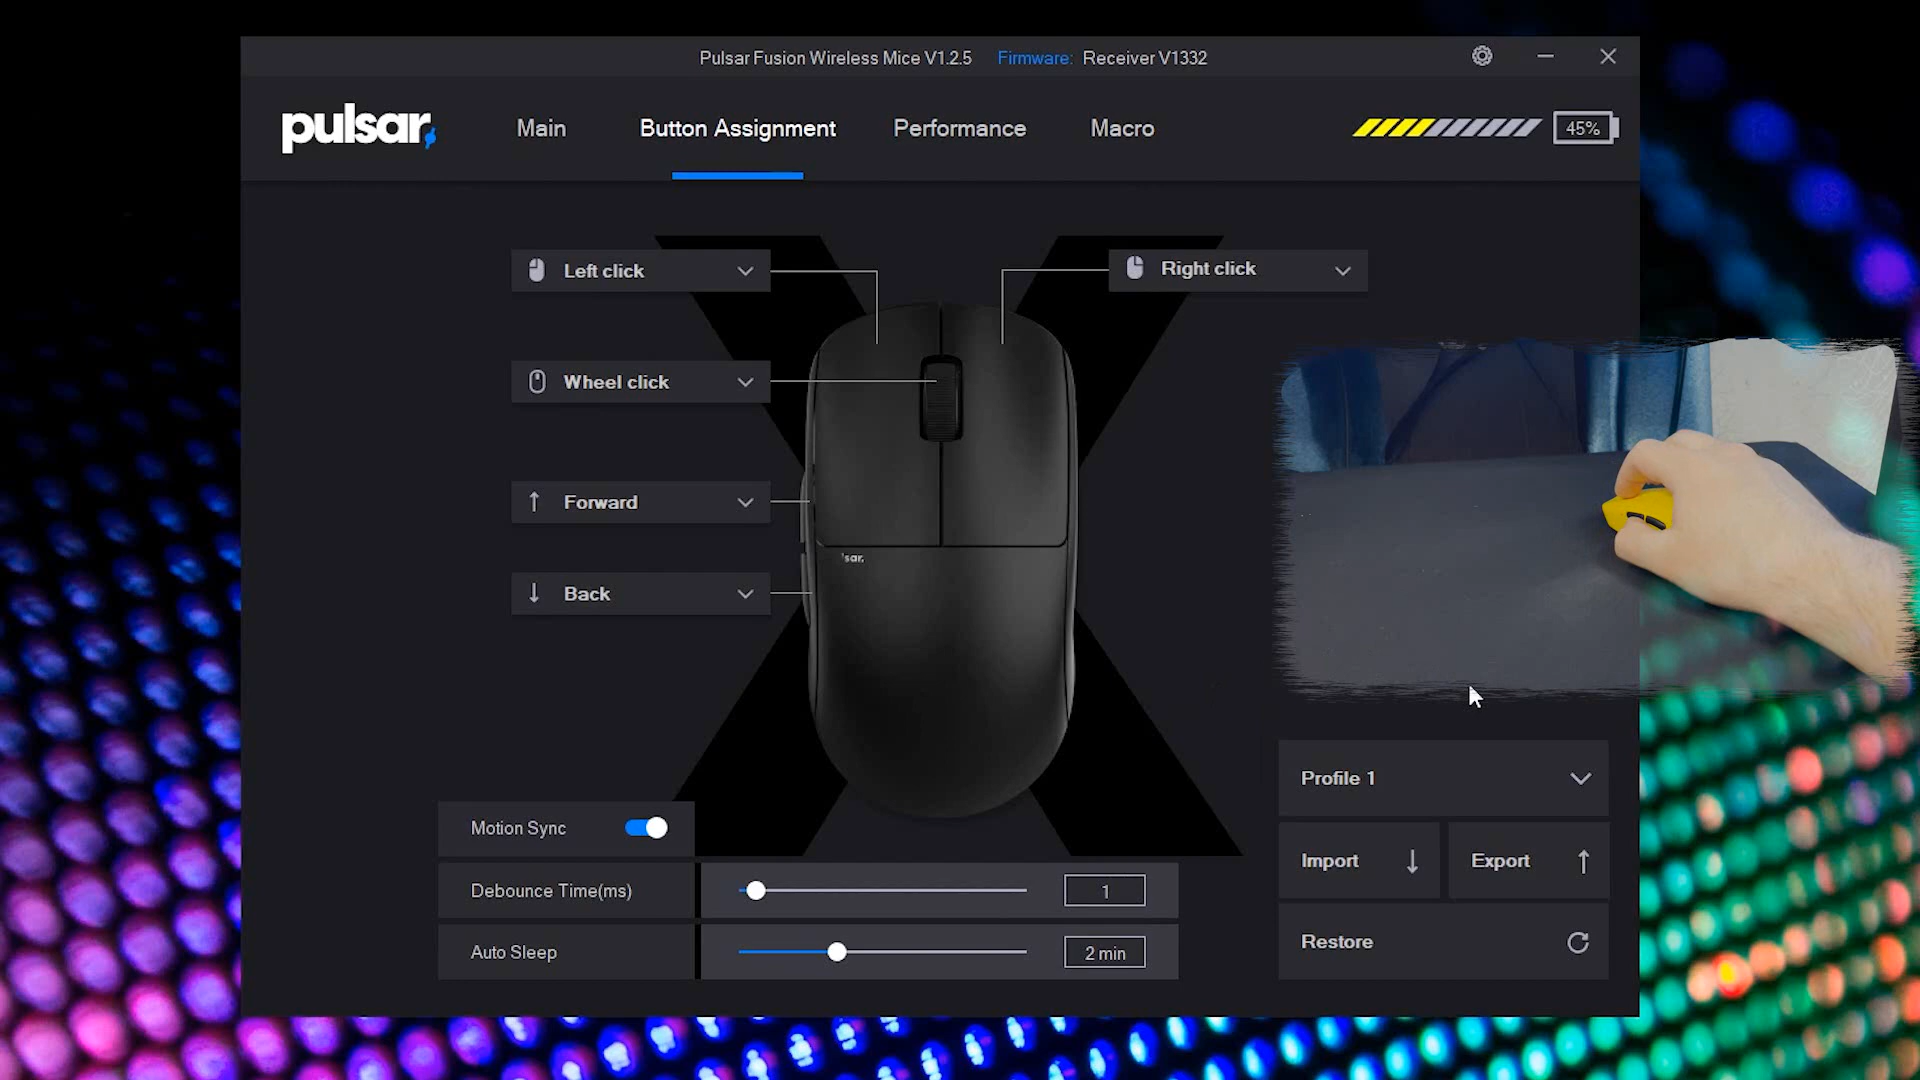 Pulsar Fusion Wireless Mice V1.2.5 Firmware: Receiver V1332
pulsar
Main Button Assignment Performance Macro 45%
Left click
Right click
Wheel click
Forward
Back
sar.
Profile 1
Motion Sync
Import Export
Debounce Time(ms) 1
Restore
Auto Sleep 2 min